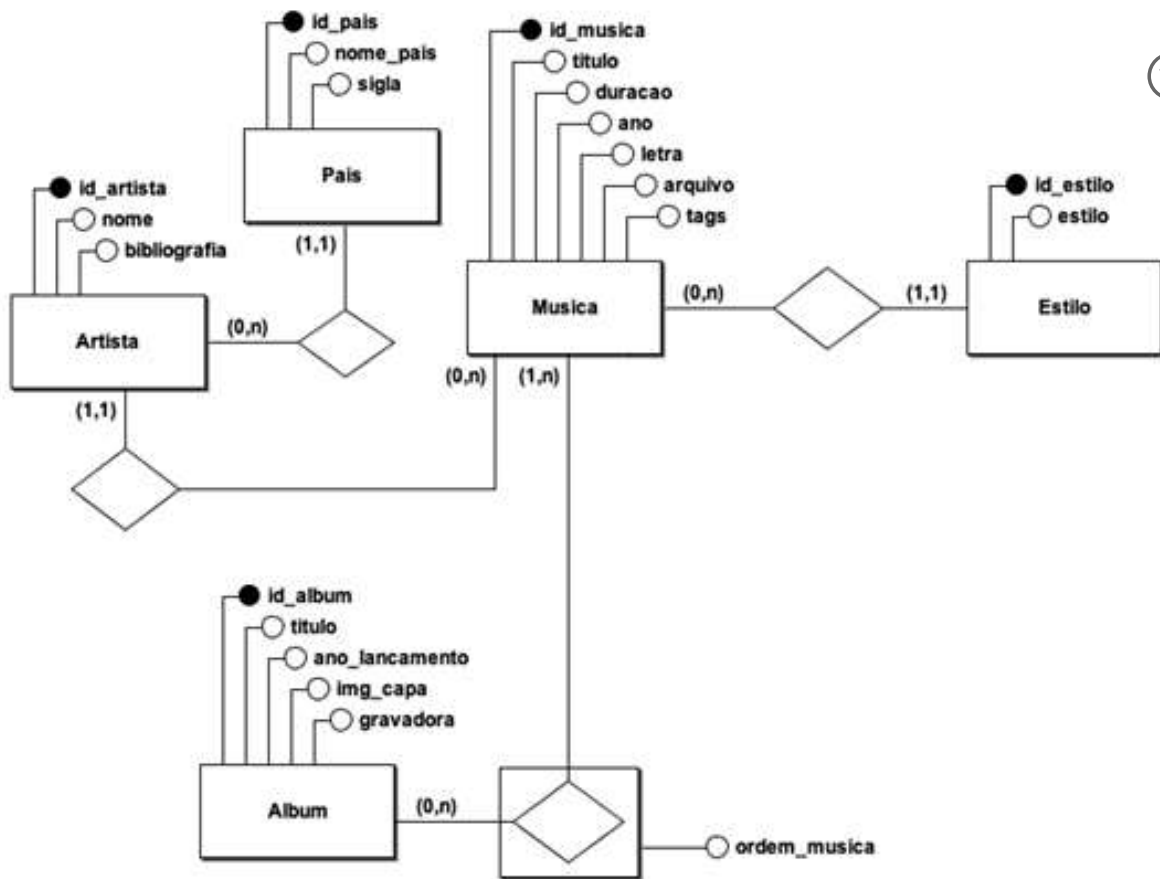 id_pais
nome_pais
sigla
Pais
(1,1)
id_artista
nome
bibliografia
Artista
(0,n)
(1,1)
id_musica
titulo
duracao
ano
letra
arquivo
tags
Musica
(0,n)
(0,n)
(1,n)
id_estilo
estilo
(1,1)
Estilo
id_album
titulo
ano_lancamento
img_capa
gravadora
Album
(0,n)
ordem_musica